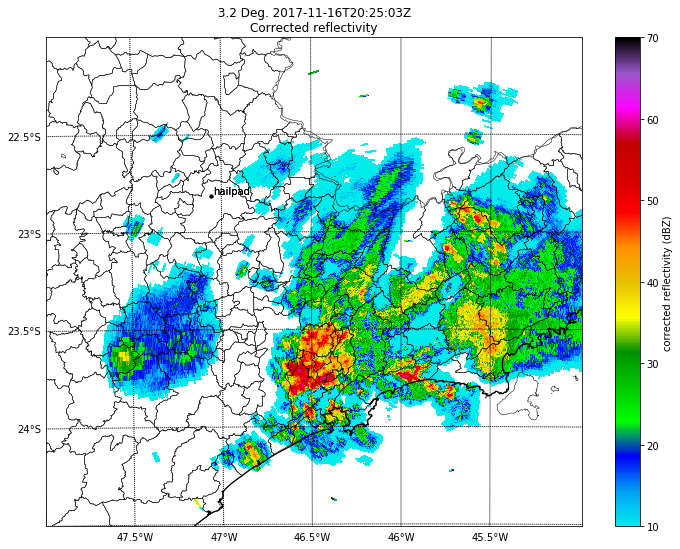 3.2 Deg. 2017-11-16T20:25:03Z
Corrected reflectivity
22.5°S
23°S
23.5°S
24°S
47.5°W
47°W
46.5°W
46°W
45.5°W
hailpad
70
60
50
40
30
20
10
corrected reflectivity (dBZ)